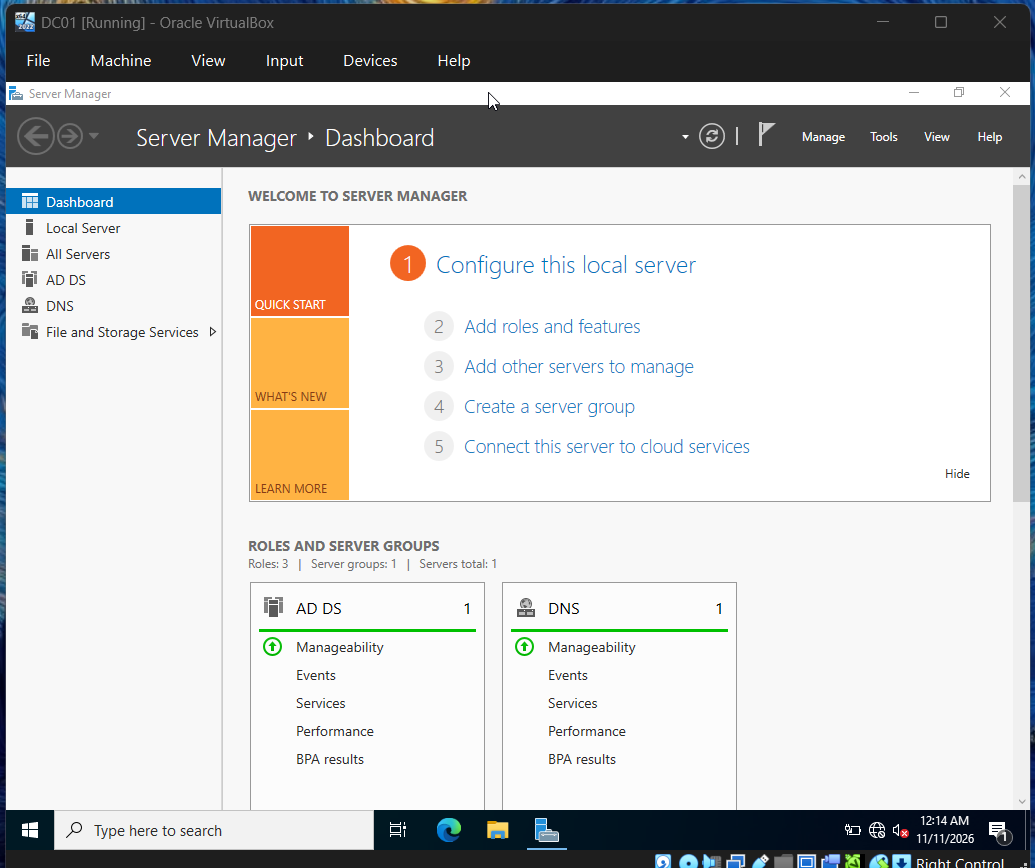 DC01 [Running] - Oracle VirtualBox
File Machine View Input Devices Help
Server Manager
Server Manager ‣ Dashboard
Manage Tools View Help
Dashboard
Local Server
All Servers
AD DS
DNS
File and Storage Services
WELCOME TO SERVER MANAGER
QUICK START
WHAT'S NEW
LEARN MORE
1 Configure this local server
2 Add roles and features
3 Add other servers to manage
4 Create a server group
5 Connect this server to cloud services
Hide
ROLES AND SERVER GROUPS
Roles: 3 | Server groups: 1 | Servers total: 1
AD DS 1
Manageability
Events
Services
Performance
BPA results
DNS 1
Manageability
Events
Services
Performance
BPA results
Type here to search
12:14 AM
11/11/2026
1
Right Control